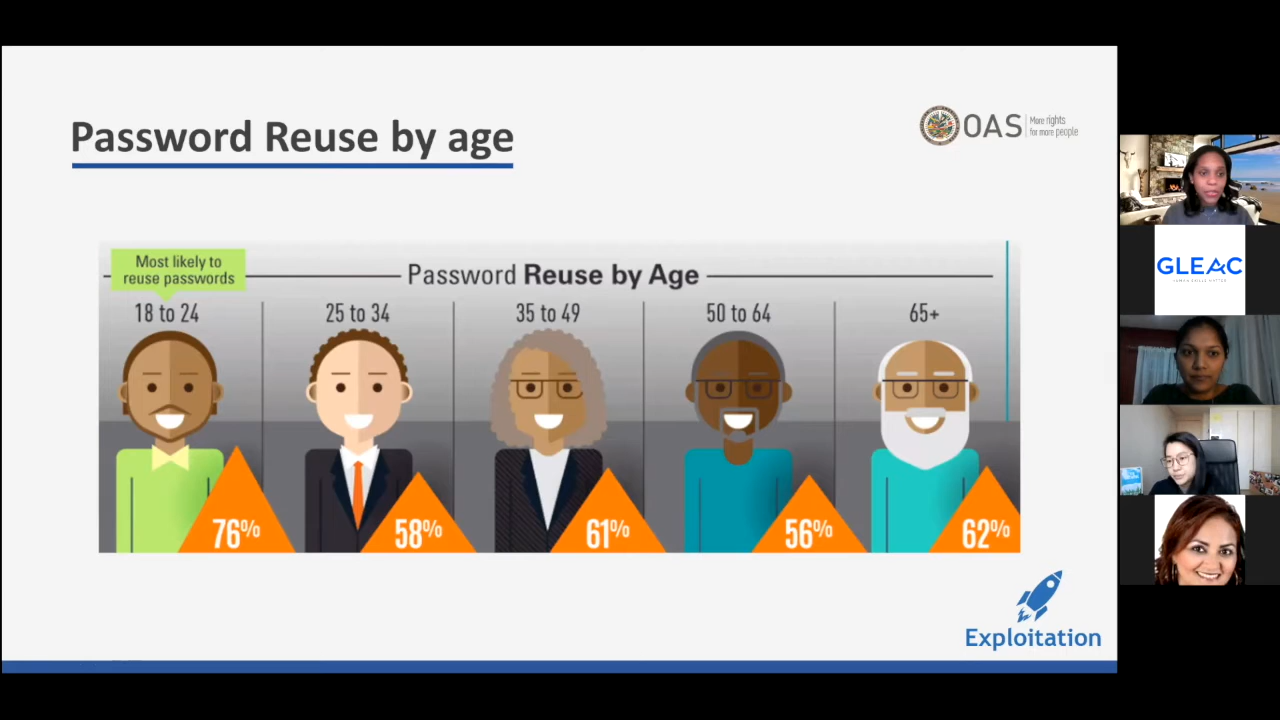 Password Reuse by age
OAS
More rights
for more people
Most likely to
reuse passwords
Password Reuse by Age
18 to 24
25 to 34
35 to 49
50 to 64
65+
76%
58%
61%
56%
62%
Exploitation
GLEAC